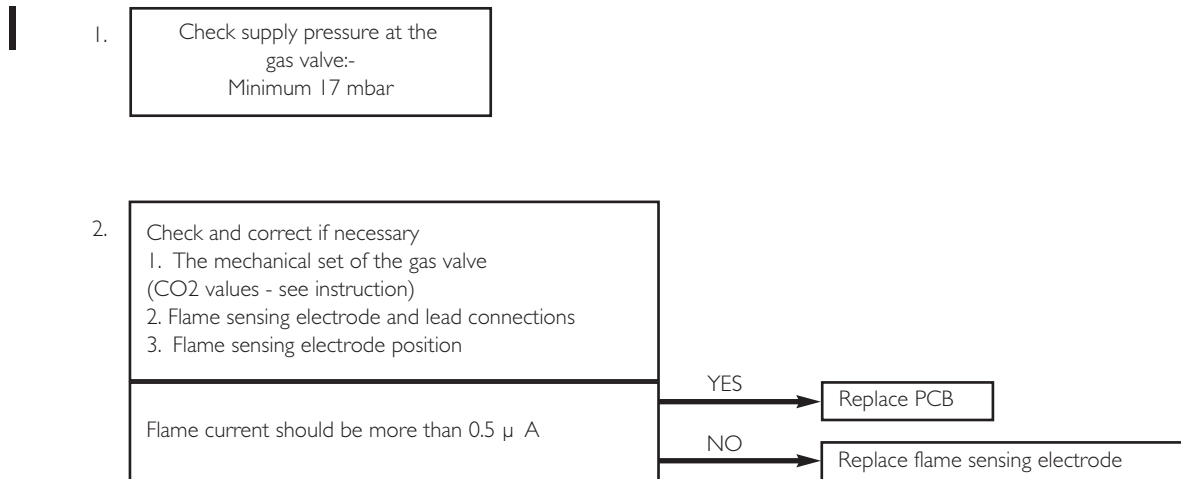 1. Check supply pressure at the
gas valve:-
Minimum 17 mbar
2. Check and correct if necessary
1. The mechanical set of the gas valve
(CO2 values - see instruction)
2. Flame sensing electrode and lead connections
3. Flame sensing electrode position
Flame current should be more than 0.5 µ A
YES
Replace PCB
NO
Replace flame sensing electrode